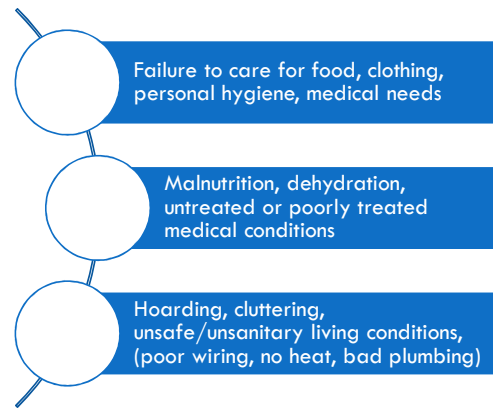 Failure to care for food, clothing,
personal hygiene, medical needs
Malnutrition, dehydration,
untreated or poorly treated
medical conditions
Hoarding, cluttering,
unsafe/unsanitary living conditions,
(poor wiring, no heat, bad plumbing)